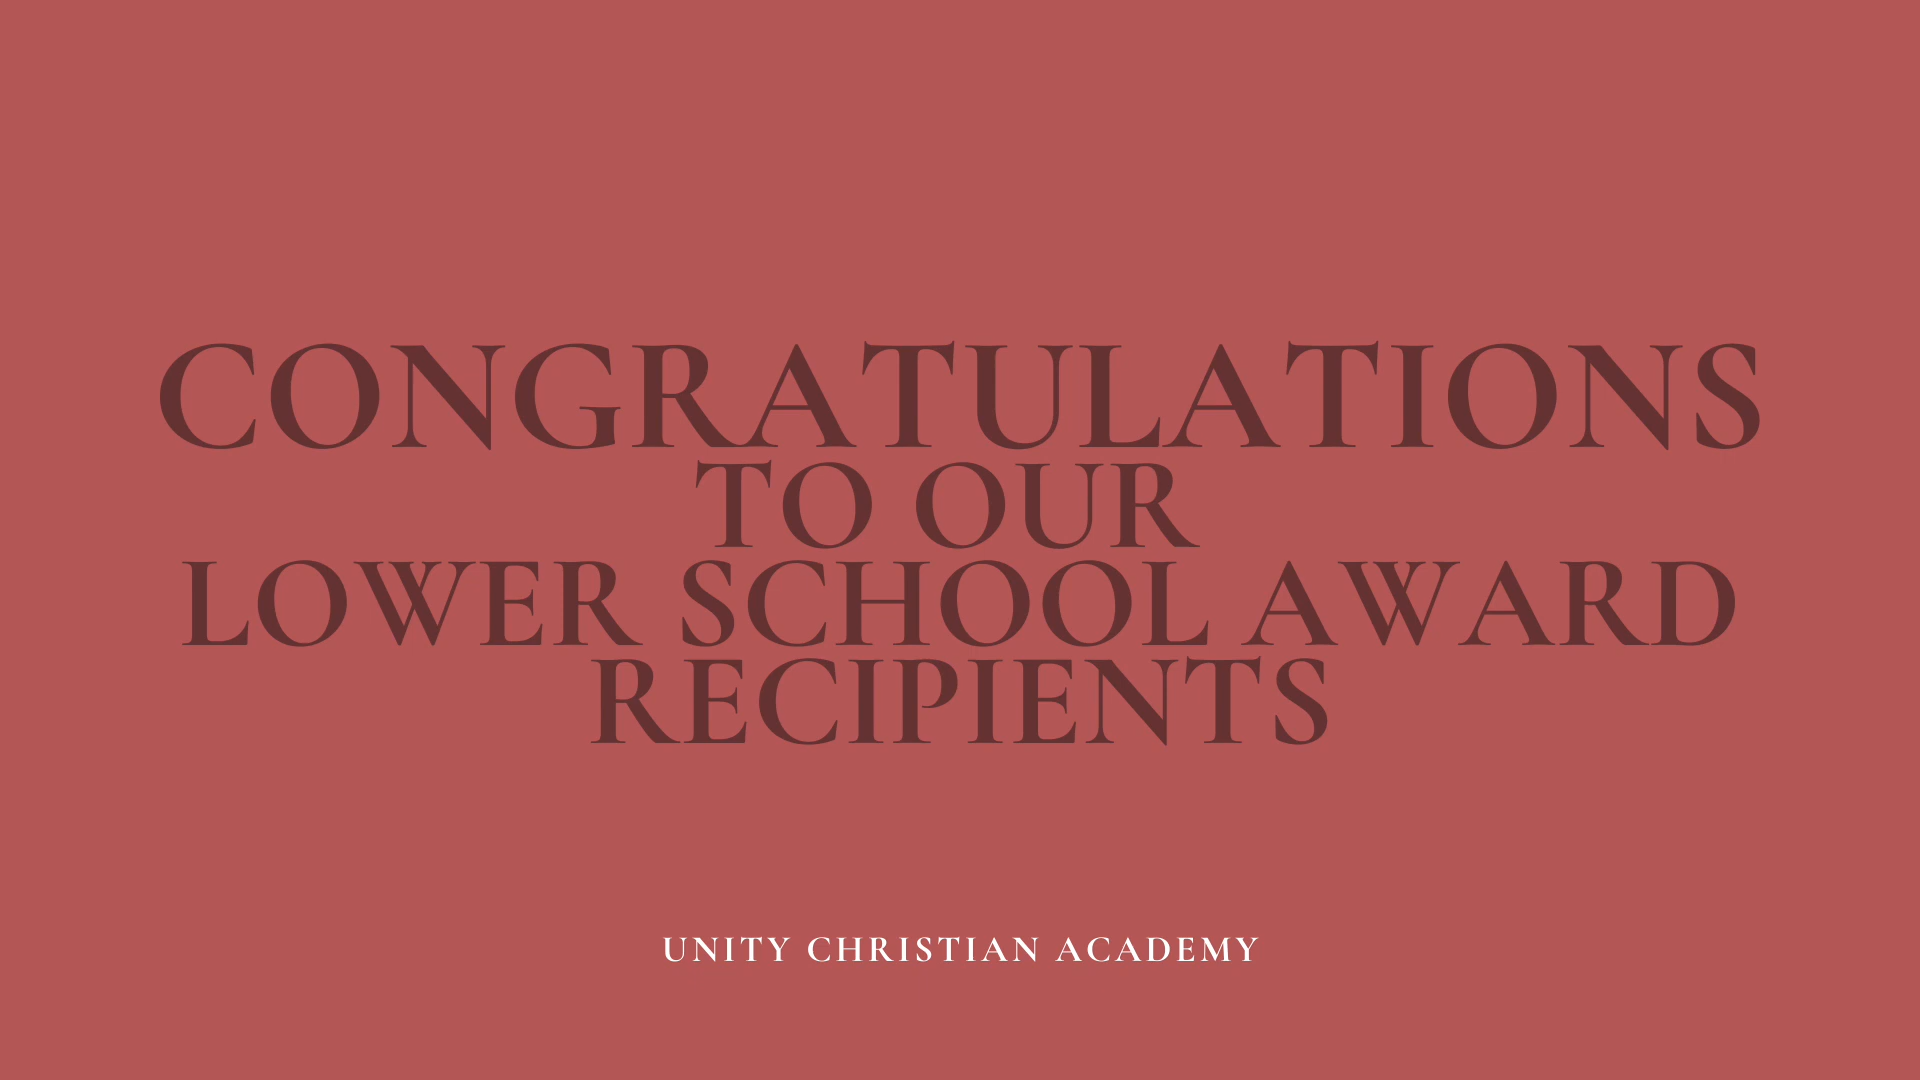 CONGRATULATIONS
TO OUR
LOWER SCHOOL AWARD
RECIPIENTS
UNITY CHRISTIAN ACADEMY